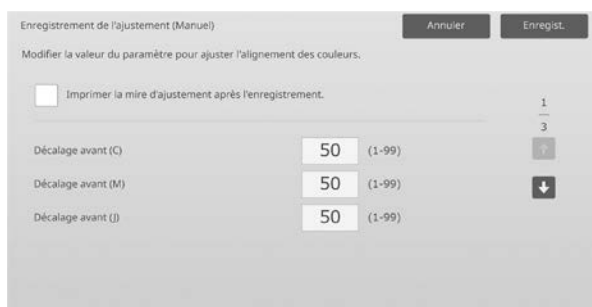 Enregistrement de l'ajustement (Manuel)
Annuler
Enregist.
Modifier la valeur du paramètre pour ajuster l'alignement des couleurs.
Imprimer la mire d'ajustement après l'enregistrement.
1
3
Décalage avant (C) 50 (1-99)
Décalage avant (M) 50 (1-99)
Décalage avant (J) 50 (1-99)